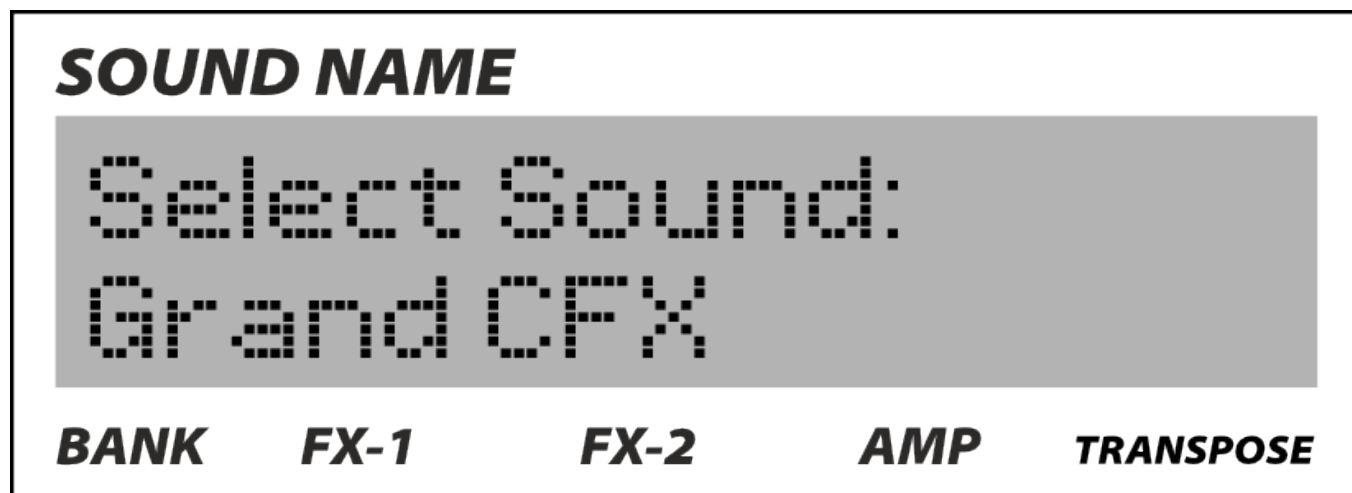 SOUND NAME
Select Sound:
Grand CFX
BANK FX-1 FX-2 AMP TRANSPOSE